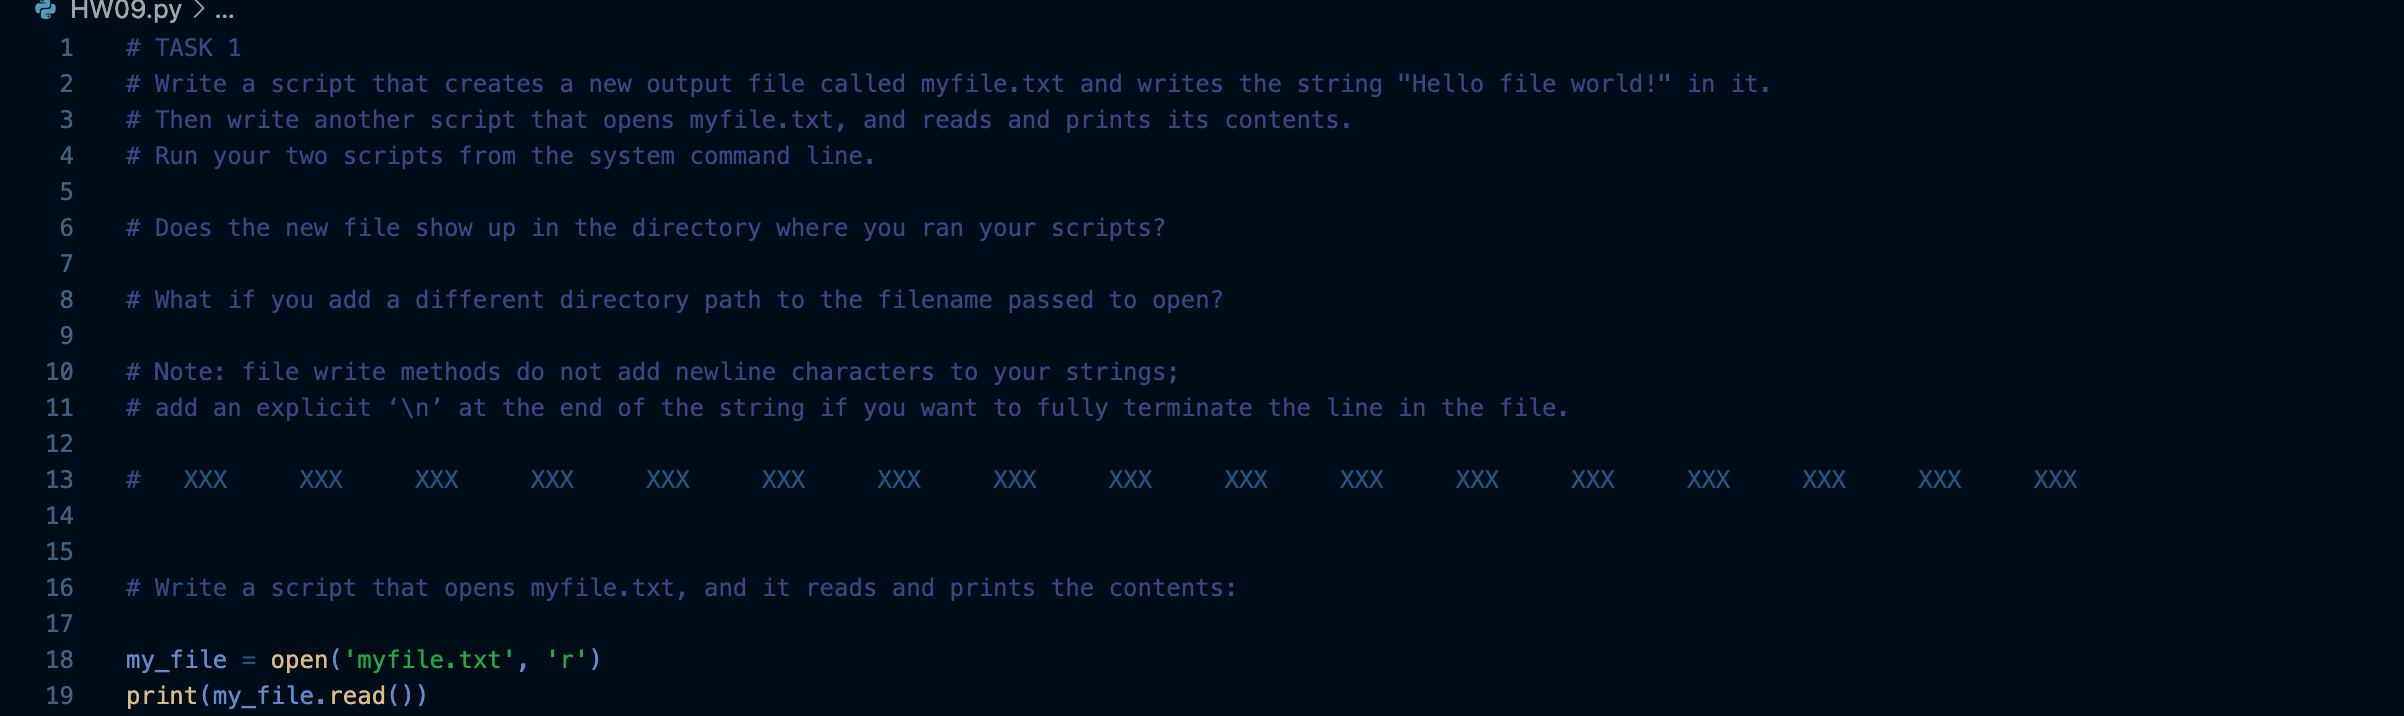 HW09.py > ...
1 # TASK 1
2 # Write a script that creates a new output file called myfile.txt and writes the string "Hello file world!" in it.
3 # Then write another script that opens myfile.txt, and reads and prints its contents.
4 # Run your two scripts from the system command line.
5
6 # Does the new file show up in the directory where you ran your scripts?
7
8 # What if you add a different directory path to the filename passed to open?
9
10 # Note: file write methods do not add newline characters to your strings;
11 # add an explicit ‘\n’ at the end of the string if you want to fully terminate the line in the file.
12
13 #   XXX     XXX     XXX     XXX     XXX     XXX     XXX     XXX     XXX     XXX     XXX     XXX     XXX     XXX     XXX     XXX     XXX
14
15
16 # Write a script that opens myfile.txt, and it reads and prints the contents:
17
18 my_file = open('myfile.txt', 'r')
19 print(my_file.read())